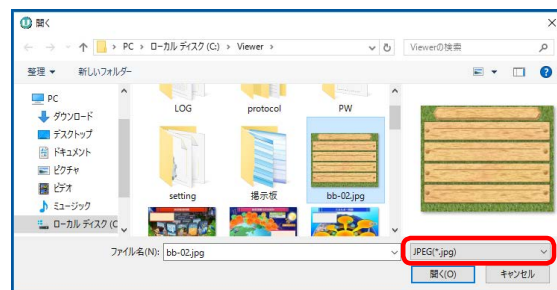 開く
PC › ローカル ディスク (C:) › Viewer ›
Viewerの検索
整理 ▼ 新しいフォルダー
PC
ダウンロード
デスクトップ
ドキュメント
ピクチャ
ビデオ
ミュージック
ローカル ディスク (C
LOG protocol PW
setting 掲示板 bb-02.jpg
ファイル名(N): bb-02.jpg JPEG(*.jpg)
開く(O) キャンセル